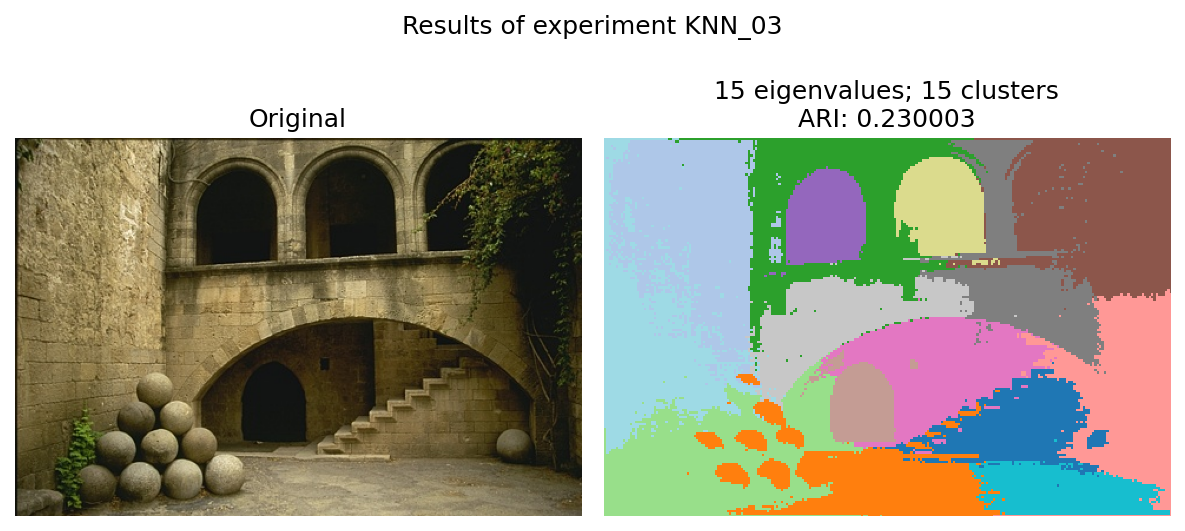 Results of experiment KNN_03
Original
15 eigenvalues; 15 clusters
ARI: 0.230003